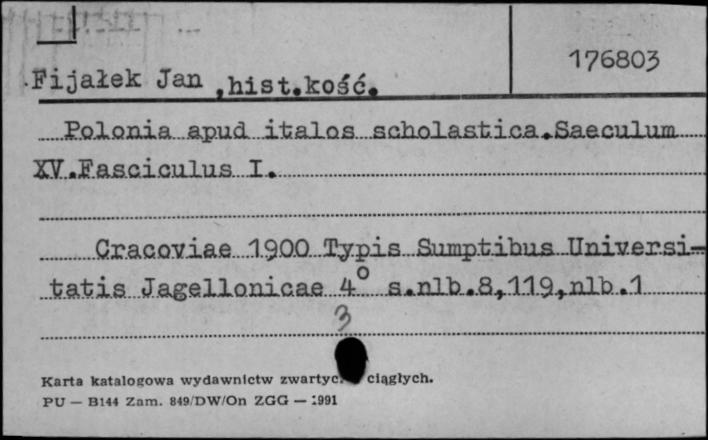 176803
Fijałek Jan ,hist.kość.
Polonia apud italos scholastica.Saeculum
XV.Fasciculus I.
Cracoviae 1900 Typis Sumptibus Universi-
tatis Jagellonicae 4° s.nlb.8,119,nlb.1
3
Karta katalogowa wydawnictw ciągłych.
PU — B144 Zam. 849/DW/On ZGG — 1991